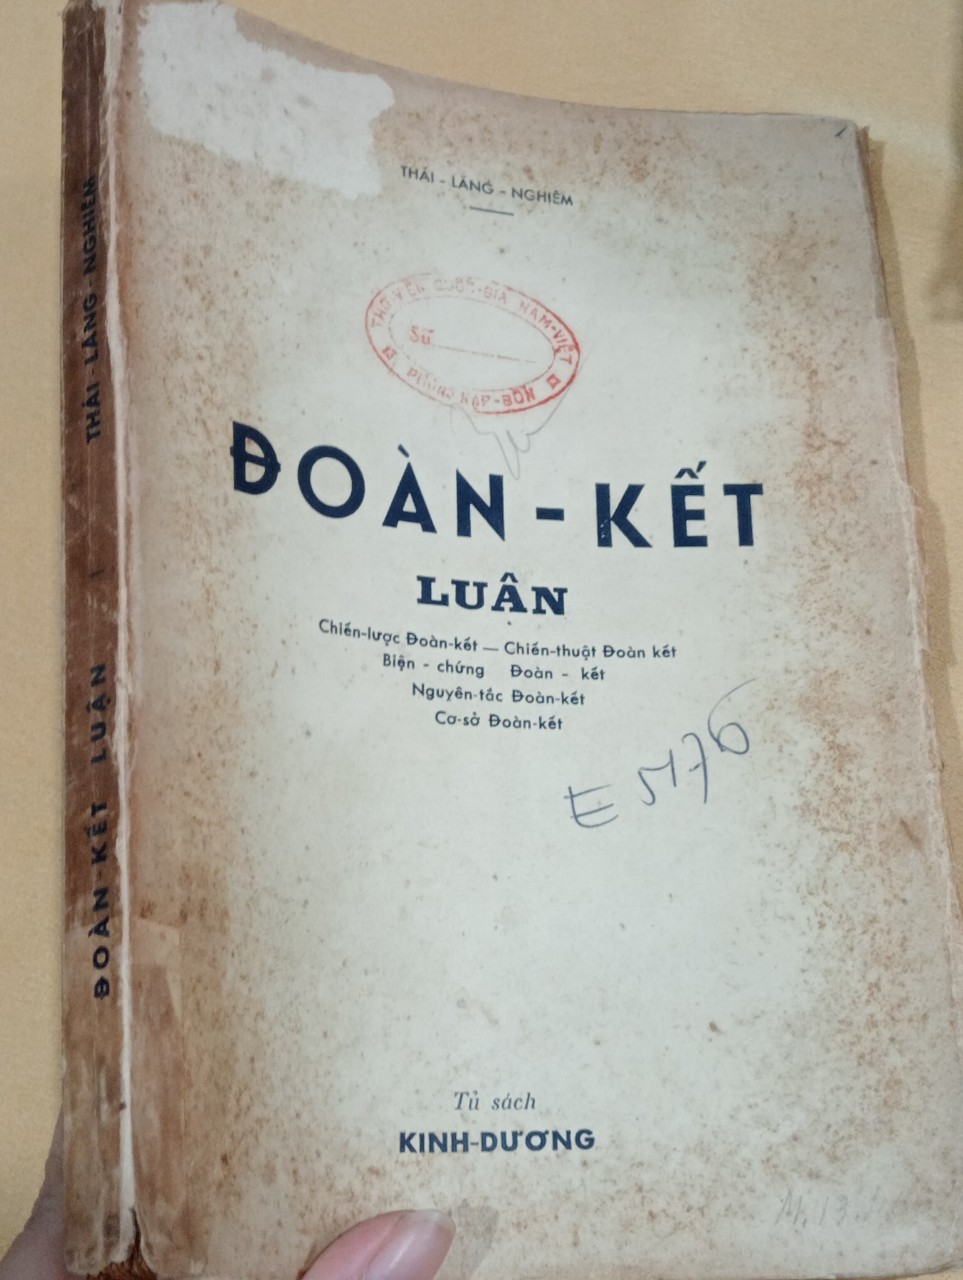 THÁI - LĂNG - NGHIÊM
THƯ-VIỆN QUỐC-GIA NAM-VIỆT
Số
PHÒNG NẠP-BỔN
ĐOÀN - KẾT
LUẬN
Chiến-lược Đoàn-kết — Chiến-thuật Đoàn kết
Biện - chứng Đoàn - kết
Nguyên-tắc Đoàn-kết
Cơ-sở Đoàn-kết
E 5176
Tủ sách
KINH-DƯƠNG
ĐOÀN-KẾT LUẬN | THÁI-LĂNG-NGHIÊM